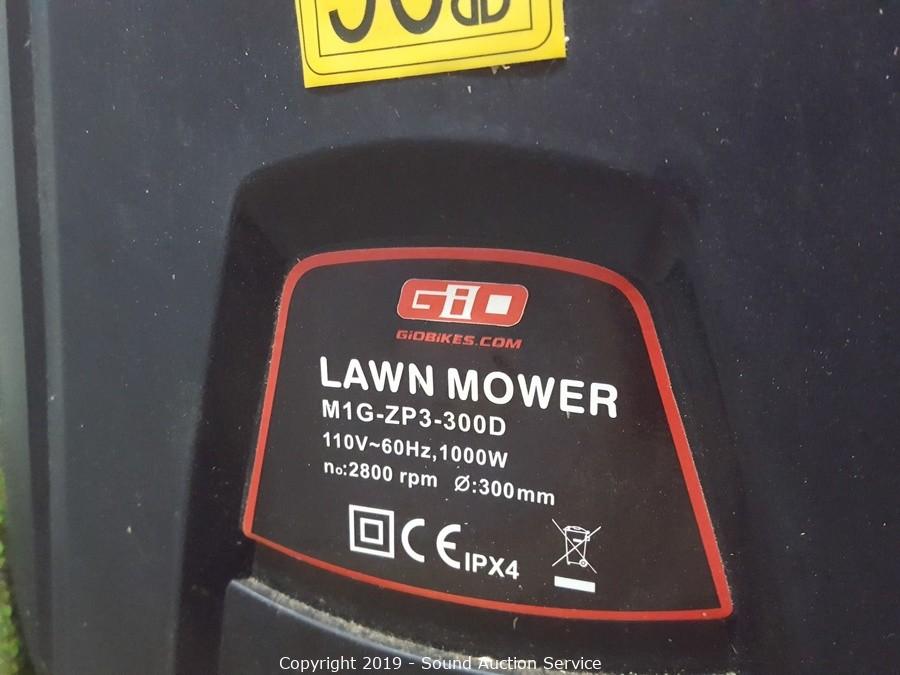 GiO
GIOBIKES.COM
LAWN MOWER
M1G-ZP3-300D
110V~60Hz,1000W
no:2800 rpm Ø:300mm
CE IPX4
Copyright 2019 - Sound Auction Service